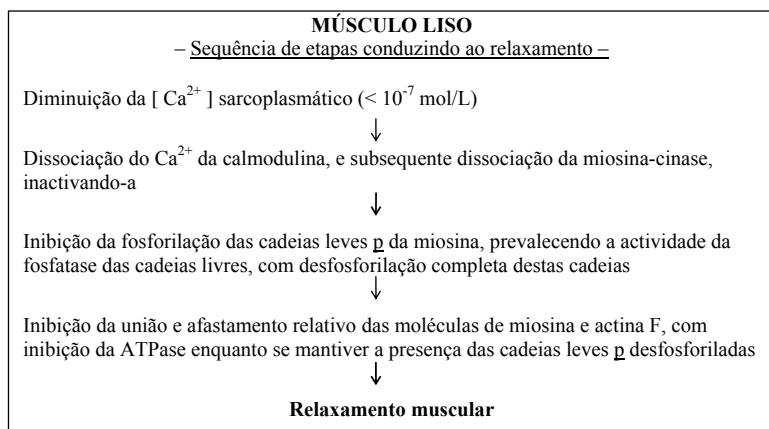 MÚSCULO LISO
– Sequência de etapas conduzindo ao relaxamento –
Diminuição da [ Ca²⁺ ] sarcoplasmático (< 10⁻⁷ mol/L)
Dissociação do Ca²⁺ da calmodulina, e subsequente dissociação da miosina-cinase,
inactivando-a
Inibição da fosforilação das cadeias leves p da miosina, prevalecendo a actividade da
fosfatase das cadeias livres, com desfosforilação completa destas cadeias
Inibição da união e afastamento relativo das moléculas de miosina e actina F, com
inibição da ATPase enquanto se mantiver a presença das cadeias leves p desfosforiladas
Relaxamento muscular